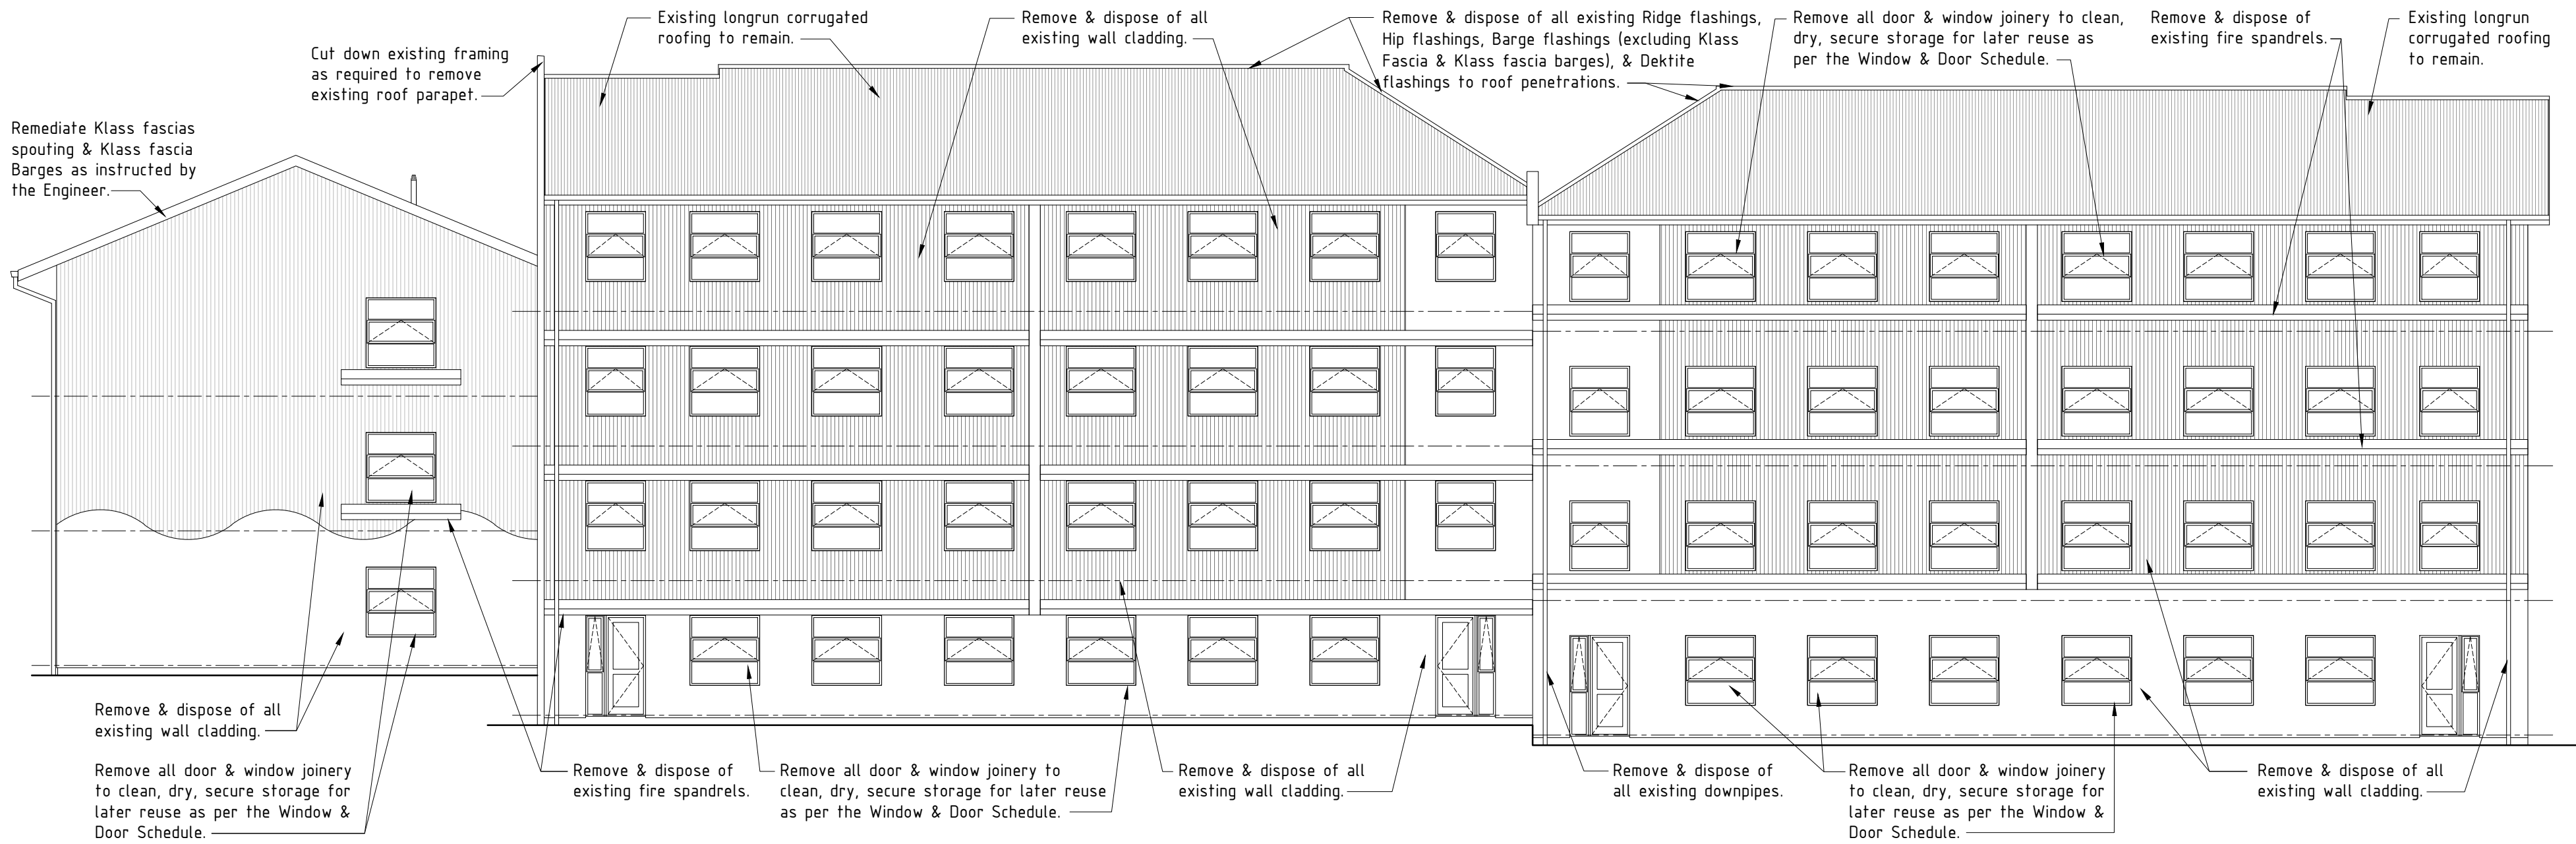 Existing longrun corrugated
roofing to remain.
Remove & dispose of all
existing wall cladding.
Remove & dispose of all existing Ridge flashings,
Hip flashings, Barge flashings (excluding Klass
Fascia & Klass fascia barges), & Dektite
flashings to roof penetrations.
Remove all door & window joinery to clean,
dry, secure storage for later reuse as
per the Window & Door Schedule.
Remove & dispose of
existing fire spandrels.
Existing longrun
corrugated roofing
to remain.
Cut down existing framing
as required to remove
existing roof parapet.
Remediate Klass fascias
spouting & Klass fascia
Barges as instructed by
the Engineer.
Remove & dispose of all
existing wall cladding.
Remove all door & window joinery
to clean, dry, secure storage for
later reuse as per the Window &
Door Schedule.
Remove & dispose of
existing fire spandrels.
Remove all door & window joinery to
clean, dry, secure storage for later reuse
as per the Window & Door Schedule.
Remove & dispose of all
existing wall cladding.
Remove & dispose of
all existing downpipes.
Remove all door & window joinery
to clean, dry, secure storage for
later reuse as per the Window &
Door Schedule.
Remove & dispose of all
existing wall cladding.